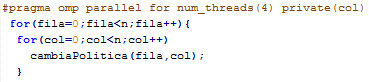 #pragma omp parallel for num_threads(4) private(col)
for(fila=0;fila<n;fila++){
for(col=0;col<n;col++)
cambiaPolitica(fila,col);
}